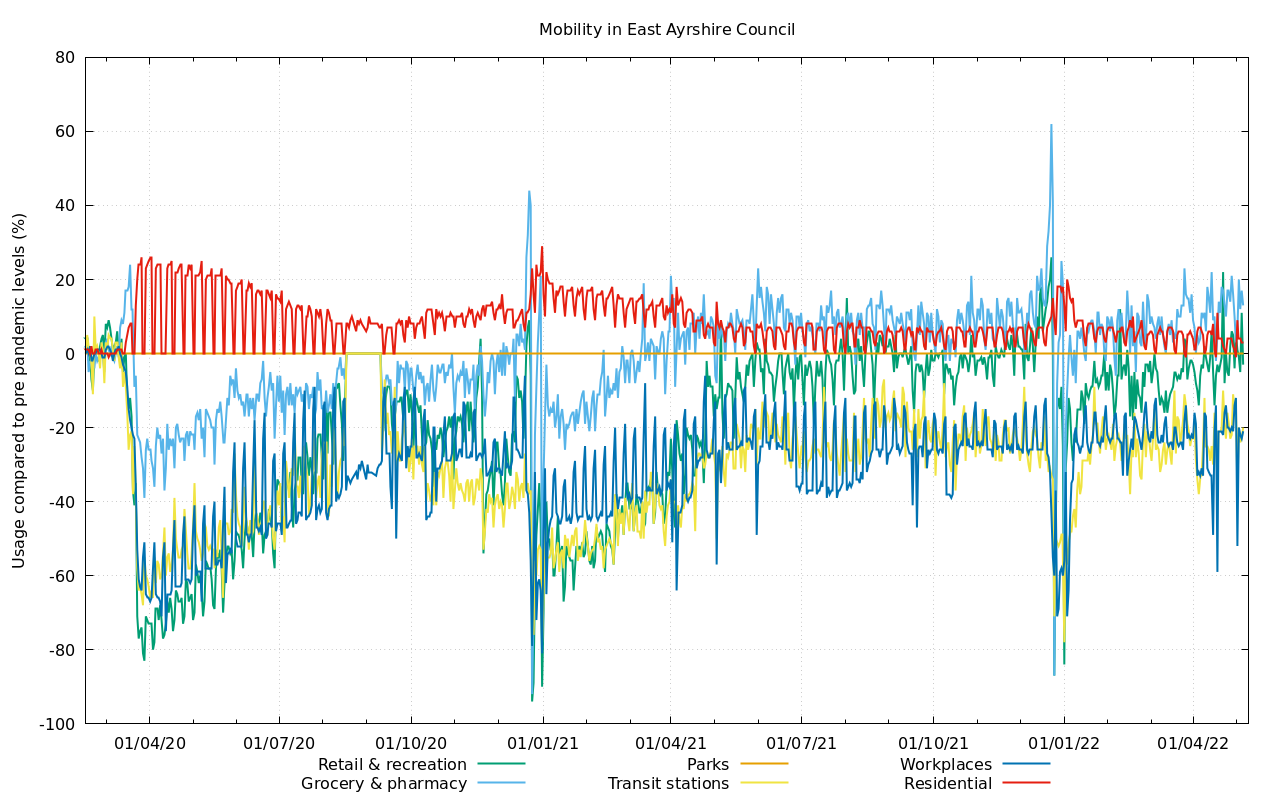 Mobility in East Ayrshire Council
Usage compared to pre pandemic levels (%)
80
60
40
20
0
-20
-40
-60
-80
-100
01/04/20 01/07/20 01/10/20 01/01/21 01/04/21 01/07/21 01/10/21 01/01/22 01/04/22
Retail & recreation Parks Workplaces
Grocery & pharmacy Transit stations Residential